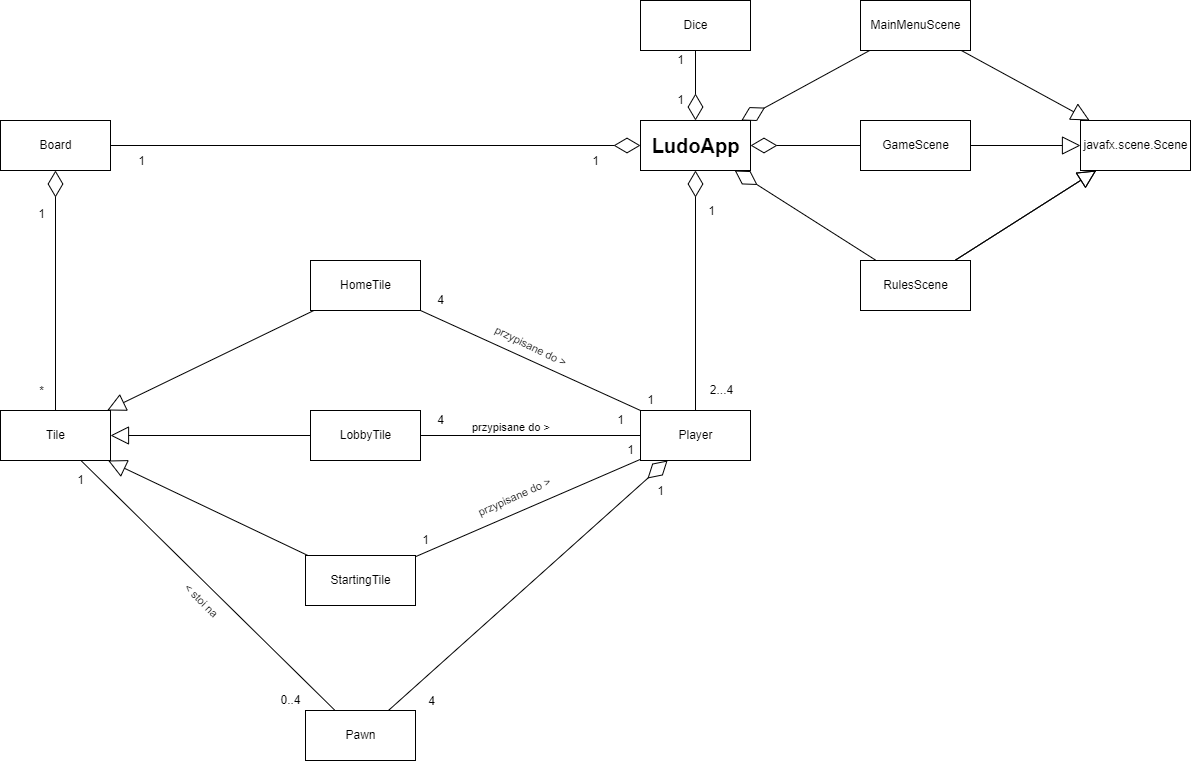 Dice
MainMenuScene
1
1
Board
LudoApp
GameScene
javafx.scene.Scene
1
1
1
1
HomeTile
RulesScene
4
przypisane do >
*
2...4
1
Tile
LobbyTile
4
przypisane do >
1
Player
1
1
przypisane do >
1
1
StartingTile
< stoi na
0..4
4
Pawn